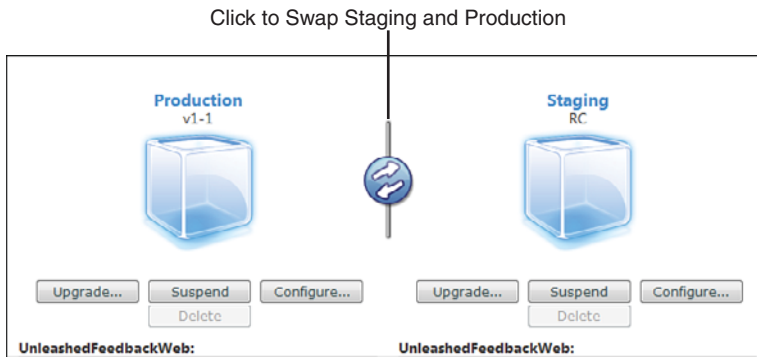 Click to Swap Staging and Production
Production
v1-1
Staging
RC
Upgrade...
Suspend
Configure...
Delete
Upgrade...
Suspend
Configure...
Delete
UnleashedFeedbackWeb:
UnleashedFeedbackWeb: